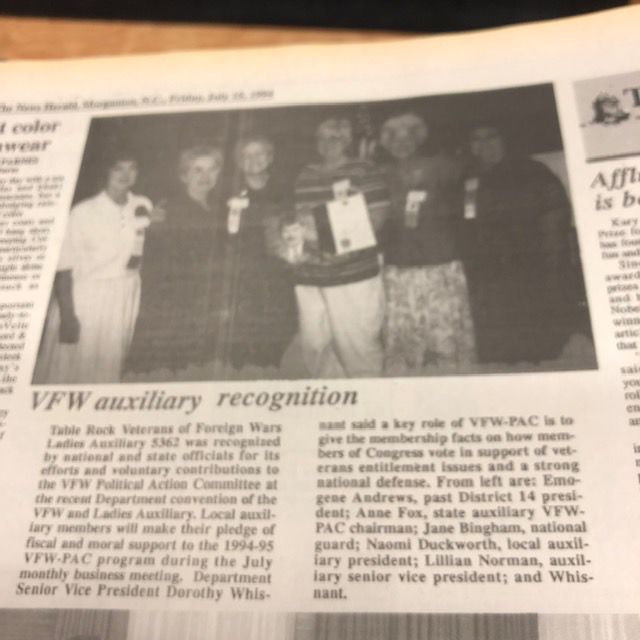 The News Herald, Morganton, N.C., Friday, July 15, 1994
t color
wear
VFW auxiliary recognition
Table Rock Veterans of Foreign Wars
Ladies Auxiliary 5362 was recognized
by national and state officials for its
efforts and voluntary contributions to
the VFW Political Action Committee at
the recent Department convention of the
VFW and Ladies Auxiliary. Local auxil-
iary members will make their pledge of
fiscal and moral support to the 1994-95
VFW-PAC program during the July
monthly business meeting. Department
Senior Vice President Dorothy Whis-
nant said a key role of VFW-PAC is to
give the membership facts on how mem-
bers of Congress vote in support of vet-
erans entitlement issues and a strong
national defense. From left are: Emo-
gene Andrews, past District 14 presi-
dent; Anne Fox, state auxiliary VFW-
PAC chairman; Jane Bingham, national
guard; Naomi Duckworth, local auxil-
iary president; Lillian Norman, auxil-
iary senior vice president; and Whis-
nant.
T
Afflu
is be